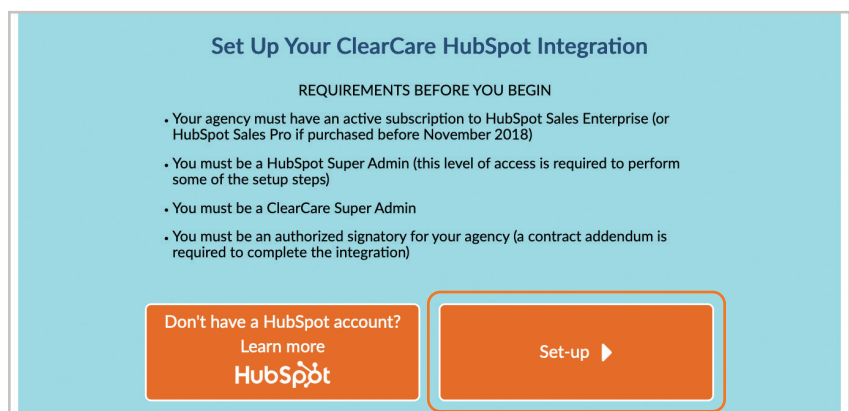 Set Up Your ClearCare HubSpot Integration
REQUIREMENTS BEFORE YOU BEGIN
• Your agency must have an active subscription to HubSpot Sales Enterprise (or
HubSpot Sales Pro if purchased before November 2018)
• You must be a HubSpot Super Admin (this level of access is required to perform
some of the setup steps)
• You must be a ClearCare Super Admin
• You must be an authorized signatory for your agency (a contract addendum is
required to complete the integration)
Don't have a HubSpot account?
Learn more
HubSpot
Set-up